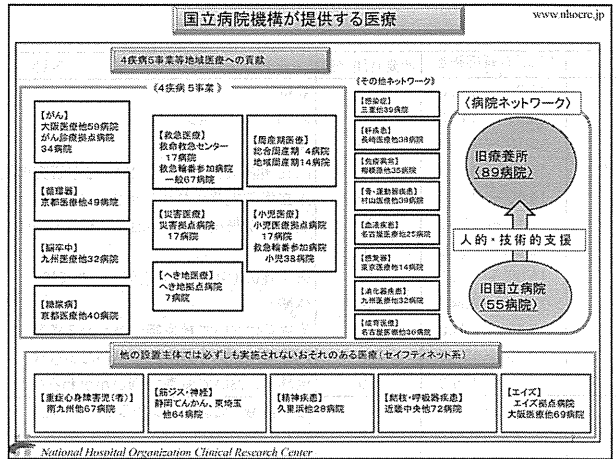 国立病院機構が提供する医療
www.nhocrc.jp
4疾病5事業等地域医療への貢献
《4疾病 5事業》
【がん】
大阪医療他59病院
がん診療拠点病院
34病院
【循環器】
京都医療他49病院
【脳卒中】
九州医療他32病院
【糖尿病】
京都医療他40病院
【救急医療】
救命救急センター
17病院
救急輪番参加病院
一般67病院
【災害医療】
災害拠点病院
17病院
【へき地医療】
へき地拠点病院
7病院
【周産期医療】
総合周産期 4病院
地域周産期14病院
【小児医療】
小児医療拠点病院
17病院
救急輪番参加病院
小児38病院
《その他ネットワーク》
【感染症】
三重他39病院
【肝疾患】
長崎医療他38病院
【免疫異常】
相模原他35病院
【骨・運動器疾患】
村山医療他39病院
【血液疾患】
名古屋医療他25病院
【感覚器】
東京医療他14病院
【消化器疾患】
九州医療他32病院
【成育医療】
名古屋医療他36病院
〈病院ネットワーク〉
旧療養所
(89病院)
人的・技術的支援
旧国立病院
(55病院)
他の設置主体では必ずしも実施されないおそれのある医療(セイフティネット系)
【重症心身障害児(者)】
南九州他67病院
【筋ジス・神経】
静岡てんかん、東埼玉
他64病院
【精神疾患】
久里浜他28病院
【結核・呼吸器疾患】
近畿中央他72病院
【エイズ】
エイズ拠点病院
大阪医療他69病院
National Hospital Organization Clinical Research Center